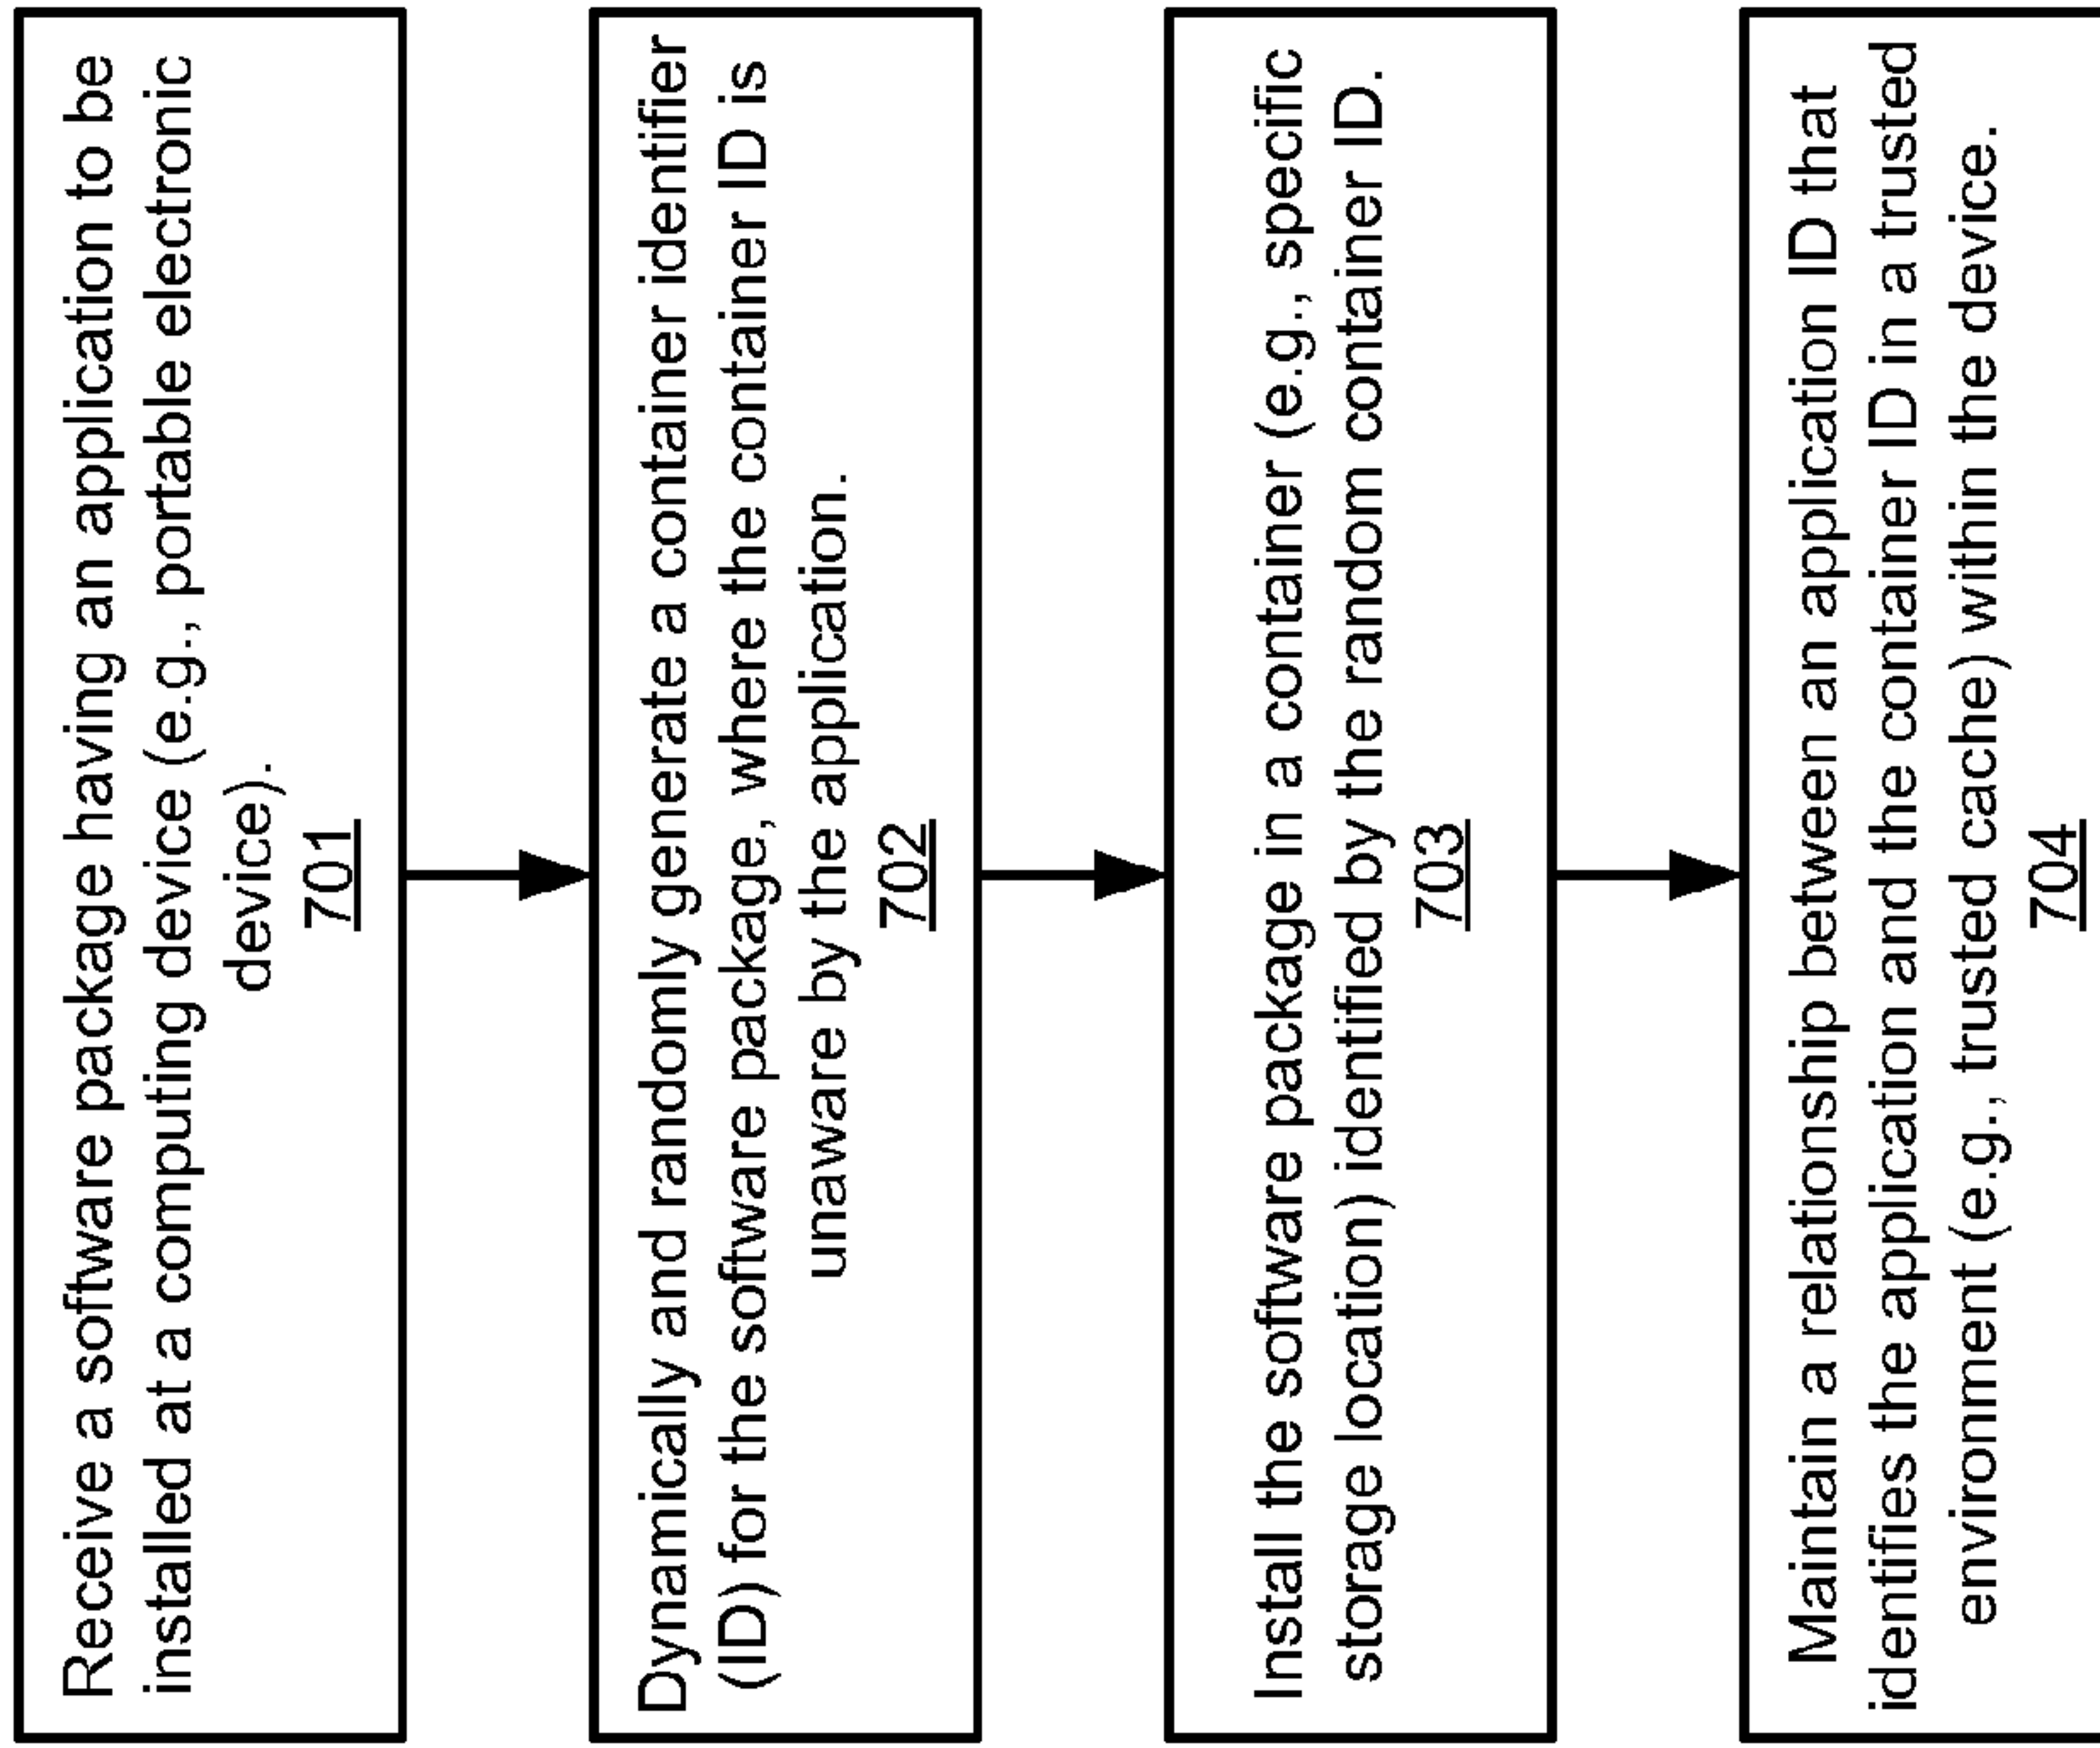 Receive a software package having an application to be
installed at a computing device (e.g., portable electronic
device).
701
Dynamically and randomly generate a container identifier
(ID) for the software package, where the container ID is
unaware by the application.
702
Install the software package in a container (e.g., specific
storage location) identified by the random container ID.
703
Maintain a relationship between an application ID that
identifies the application and the container ID in a trusted
environment (e.g., trusted cache) within the device.
704